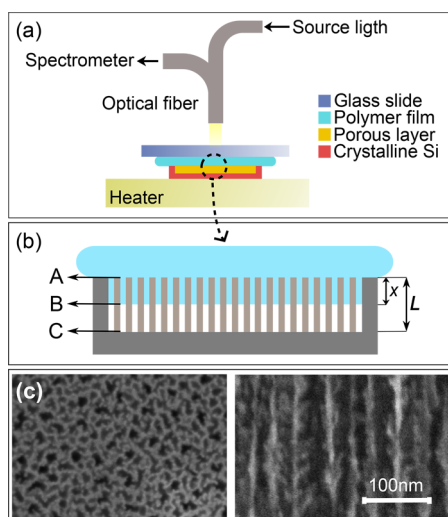 (a)
Source ligth
Spectrometer
Optical fiber
Glass slide
Polymer film
Porous layer
Crystalline Si
Heater
(b)
A
B
C
x
L
(c)
100nm